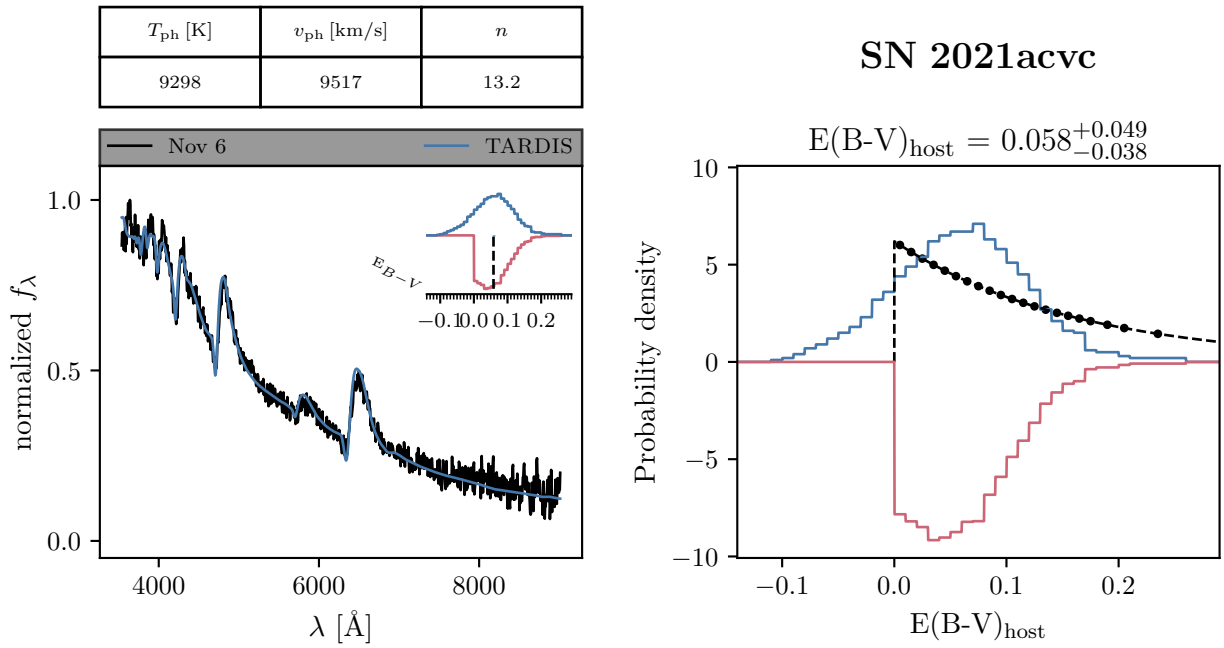 T_ph [K] v_ph [km/s] n
9298 9517 13.2
SN 2021acvc
Nov 6 TARDIS
1.0
0.5
0.0
normalized f_λ
4000 6000 8000
λ [Å]
E_{B−V}
−0.1 0.0 0.1 0.2
E(B-V)_host = 0.058^{+0.049}_{−0.038}
10
5
0
−5
−10
Probability density
−0.1 0.0 0.1 0.2
E(B-V)_host